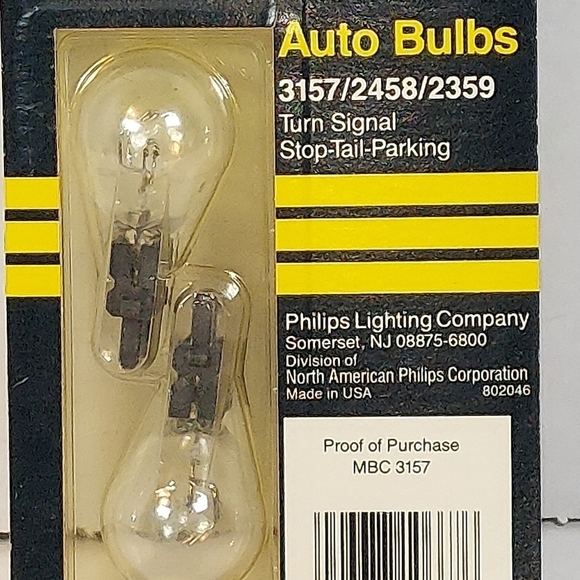 Auto Bulbs
3157/2458/2359
Turn Signal
Stop-Tail-Parking
Philips Lighting Company
Somerset, NJ 08875-6800
Division of
North American Philips Corporation
Made in USA 802046
Proof of Purchase
MBC 3157